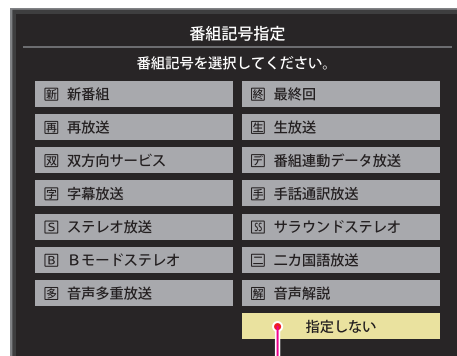 番組記号指定
番組記号を選択してください。
新 新番組
終 最終回
再 再放送
生 生放送
双 双方向サービス
デ 番組連動データ放送
字 字幕放送
手 手話通訳放送
S ステレオ放送
SS サラウンドステレオ
B Bモードステレオ
二 二カ国語放送
多 音声多重放送
解 音声解説
指定しない